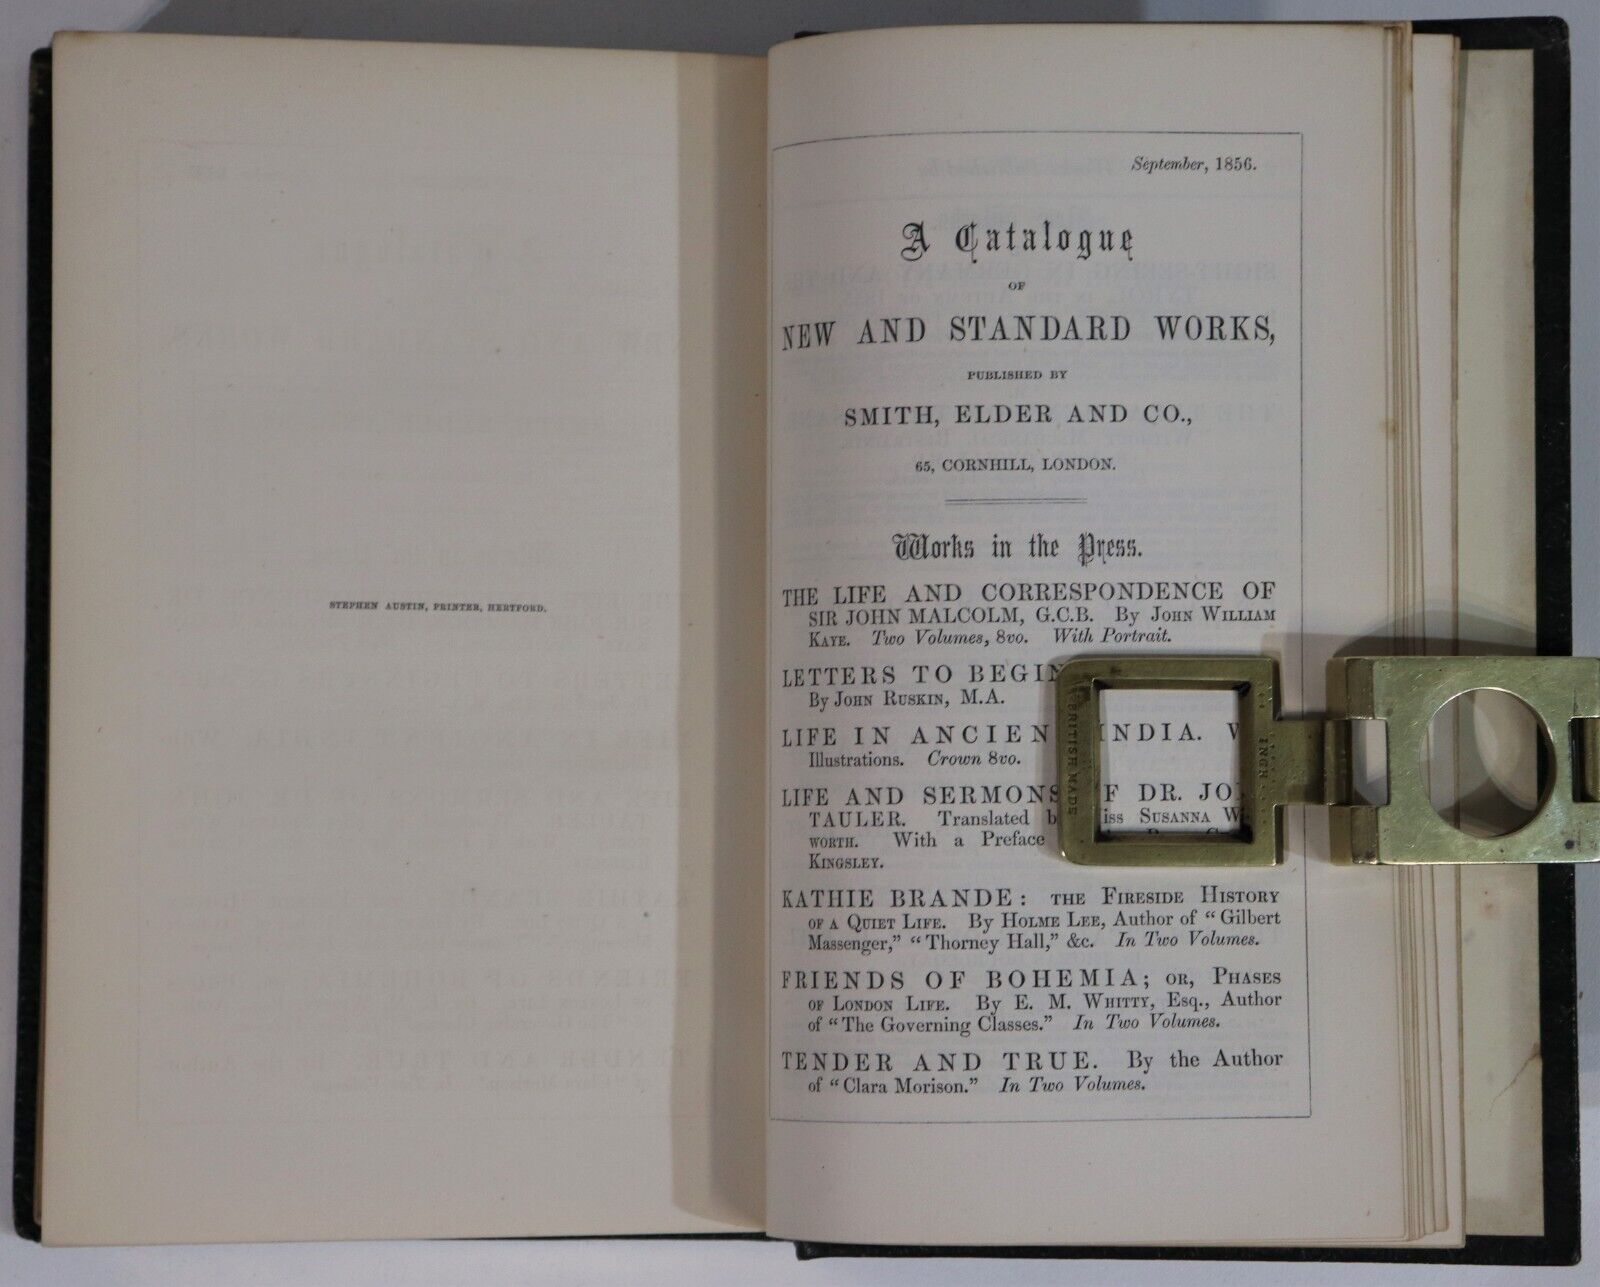 STEPHEN AUSTIN, PRINTER, HERTFORD.
September, 1856.
A Catalogue
OF
NEW AND STANDARD WORKS,
PUBLISHED BY
SMITH, ELDER AND CO.,
65, CORNHILL, LONDON.
Works in the Press.
THE LIFE AND CORRESPONDENCE OF
SIR JOHN MALCOLM, G.C.B. By John William
Kaye. Two Volumes, 8vo. With Portrait.
LETTERS TO
By John Ruskin, M.A.
LIFE IN INDIA.
Illustrations. Crown 8vo.
LIFE AND SERMONS DR.
TAULER. Translated Susanna
worth. With a Preface
Kingsley.
KATHIE BRANDE: the Fireside History
of a Quiet Life. By Holme Lee, Author of "Gilbert
Massenger," "Thorney Hall," &c. In Two Volumes.
FRIENDS OF BOHEMIA; or, Phases
of London Life. By E. M. Whitty, Esq., Author
of "The Governing Classes." In Two Volumes.
TENDER AND TRUE. By the Author
of "Clara Morison." In Two Volumes.
BRITISH MADE